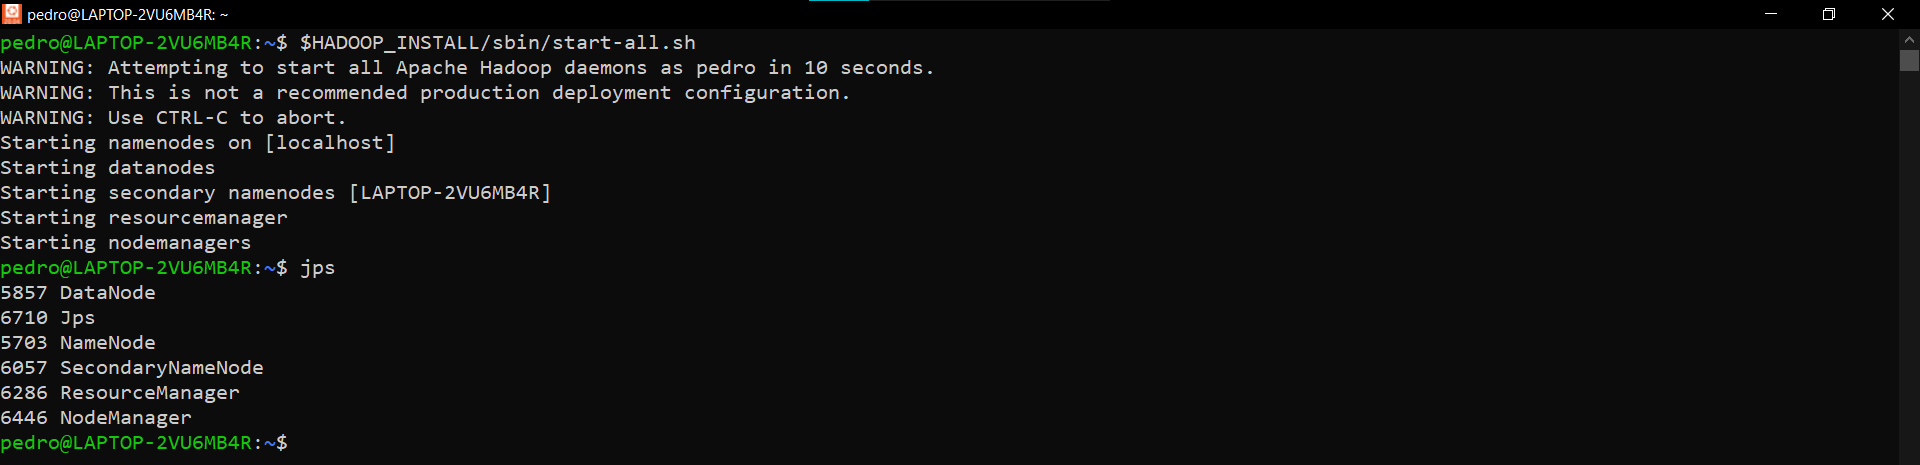 pedro@LAPTOP-2VU6MB4R: ~
pedro@LAPTOP-2VU6MB4R:~$ $HADOOP_INSTALL/sbin/start-all.sh
WARNING: Attempting to start all Apache Hadoop daemons as pedro in 10 seconds.
WARNING: This is not a recommended production deployment configuration.
WARNING: Use CTRL-C to abort.
Starting namenodes on [localhost]
Starting datanodes
Starting secondary namenodes [LAPTOP-2VU6MB4R]
Starting resourcemanager
Starting nodemanagers
pedro@LAPTOP-2VU6MB4R:~$ jps
5857 DataNode
6710 Jps
5703 NameNode
6057 SecondaryNameNode
6286 ResourceManager
6446 NodeManager
pedro@LAPTOP-2VU6MB4R:~$